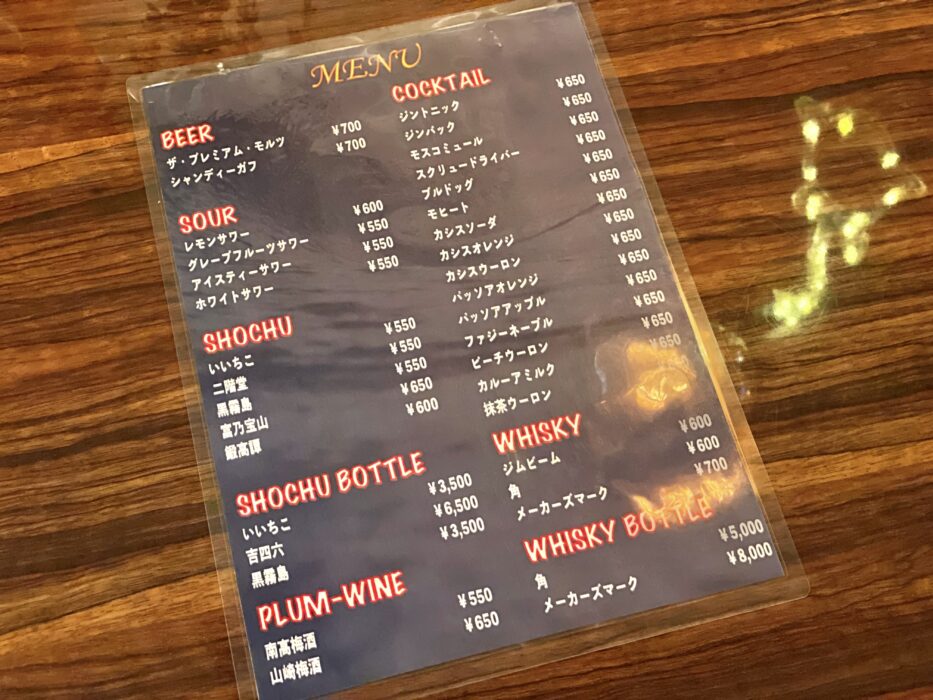 MENU
BEER
ザ・プレミアム・モルツ ¥700
シャンディーガフ ¥700
SOUR
レモンサワー ¥600
グレープフルーツサワー ¥550
アイスティーサワー ¥550
ホワイトサワー ¥550
SHOCHU
いいちこ ¥550
二階堂 ¥550
黒霧島 ¥550
富乃宝山 ¥650
鍛高譚 ¥600
SHOCHU BOTTLE
いいちこ ¥3,500
吉四六 ¥6,500
黒霧島 ¥3,500
PLUM-WINE
南高梅酒 ¥550
山崎梅酒 ¥650
COCKTAIL
ジントニック ¥650
ジンバック ¥650
モスコミュール ¥650
スクリュードライバー ¥650
ブルドッグ ¥650
モヒート ¥650
カシスソーダ ¥650
カシスオレンジ ¥650
カシスウーロン ¥650
パッソアオレンジ ¥650
パッソアアップル ¥650
ファジーネーブル ¥650
ピーチウーロン ¥650
カルーアミルク ¥650
抹茶ウーロン
WHISKY
ジムビーム ¥600
角 ¥600
メーカーズマーク ¥700
WHISKY BOTTLE
角 ¥5,000
メーカーズマーク ¥8,000